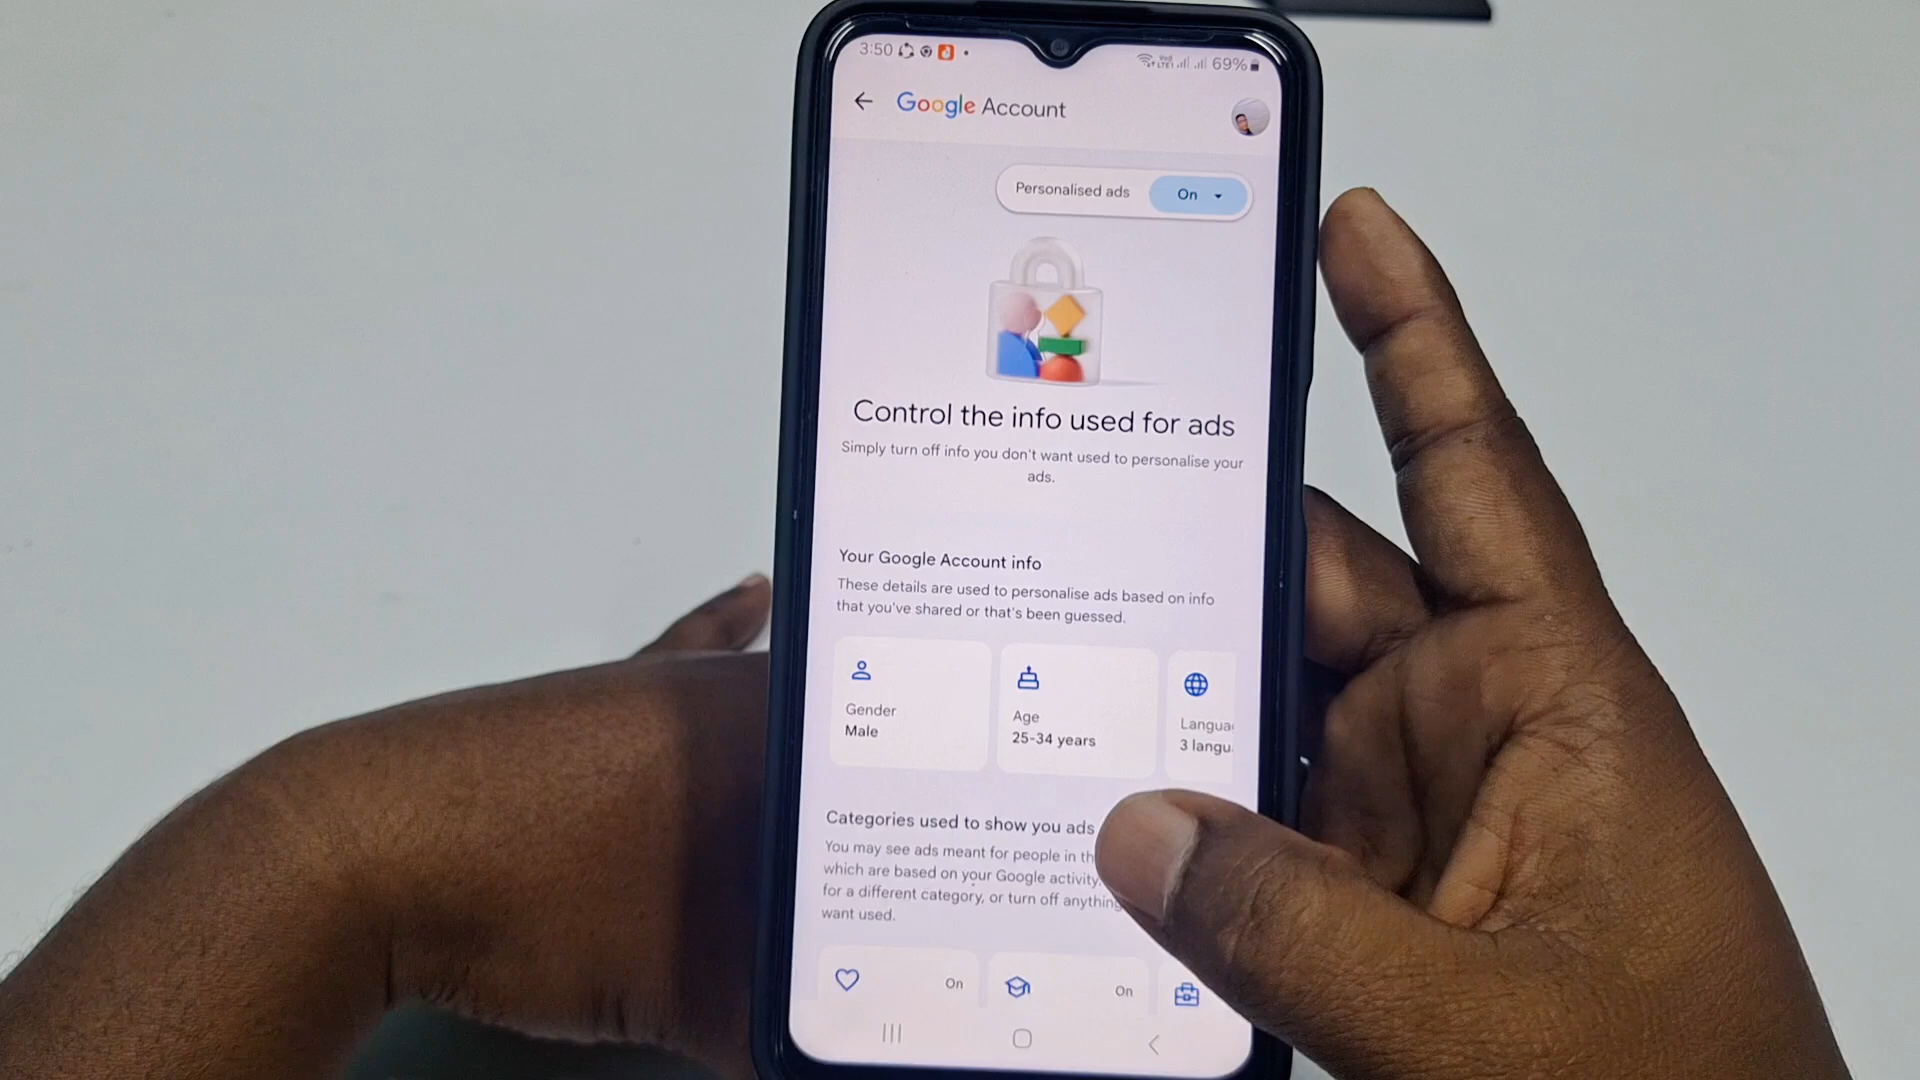 3:50
VoLTE1 69%
Google Account
Personalised ads On
Control the info used for ads
Simply turn off info you don't want used to personalise your
ads.
Your Google Account info
These details are used to personalise ads based on info
that you've shared or that's been guessed.
Gender
Male
Age
25-34 years
Langua
3 langu
Categories used to show you ads
You may see ads meant for people in th
which are based on your Google activity.
for a different category, or turn off anything
want used.
On
On